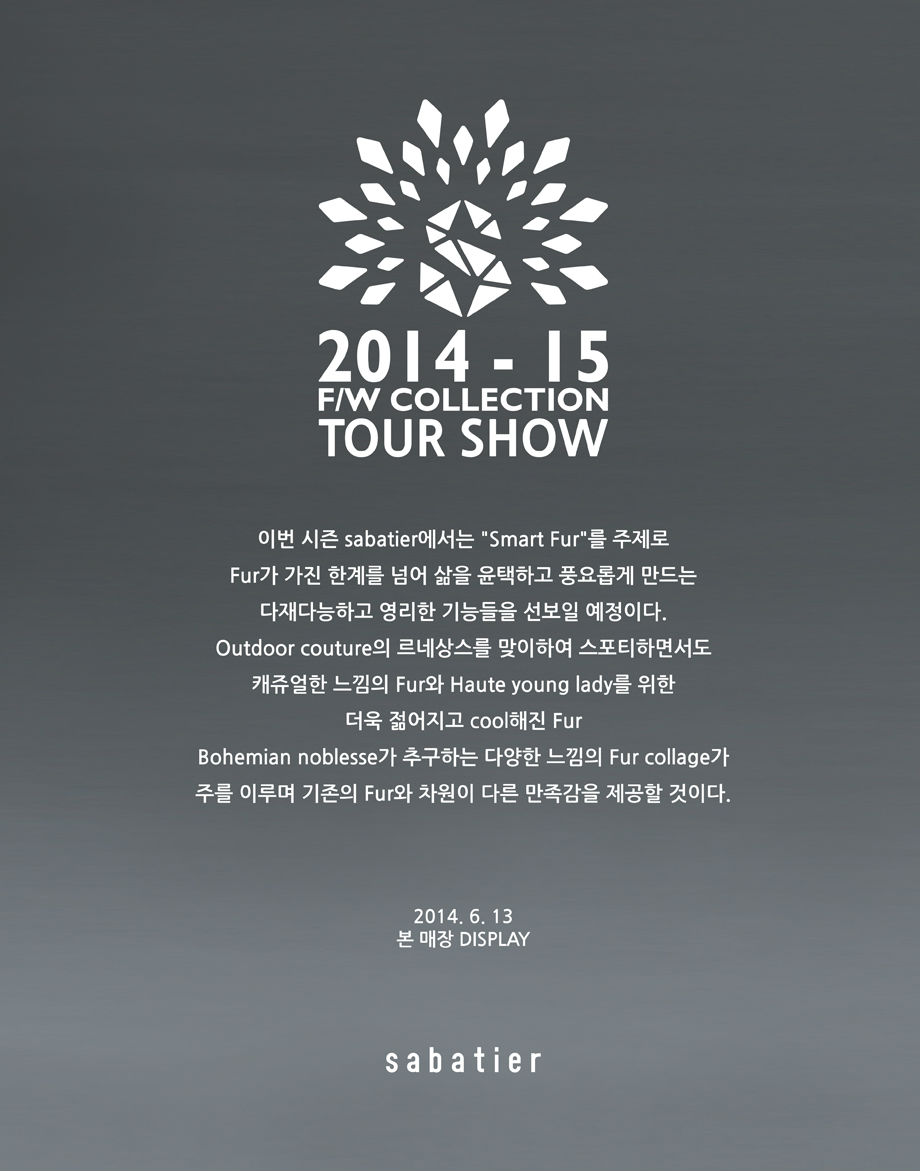 2014 - 15
F/W COLLECTION
TOUR SHOW
이번 시즌 sabatier에서는 "Smart Fur"를 주제로
Fur가 가진 한계를 넘어 삶을 윤택하고 풍요롭게 만드는
다재다능하고 영리한 기능들을 선보일 예정이다.
Outdoor couture의 르네상스를 맞이하여 스포티하면서도
캐쥬얼한 느낌의 Fur와 Haute young lady를 위한
더욱 젊어지고 cool해진 Fur
Bohemian noblesse가 추구하는 다양한 느낌의 Fur collage가
주를 이루며 기존의 Fur와 차원이 다른 만족감을 제공할 것이다.
2014. 6. 13
본 매장 DISPLAY
sabatier